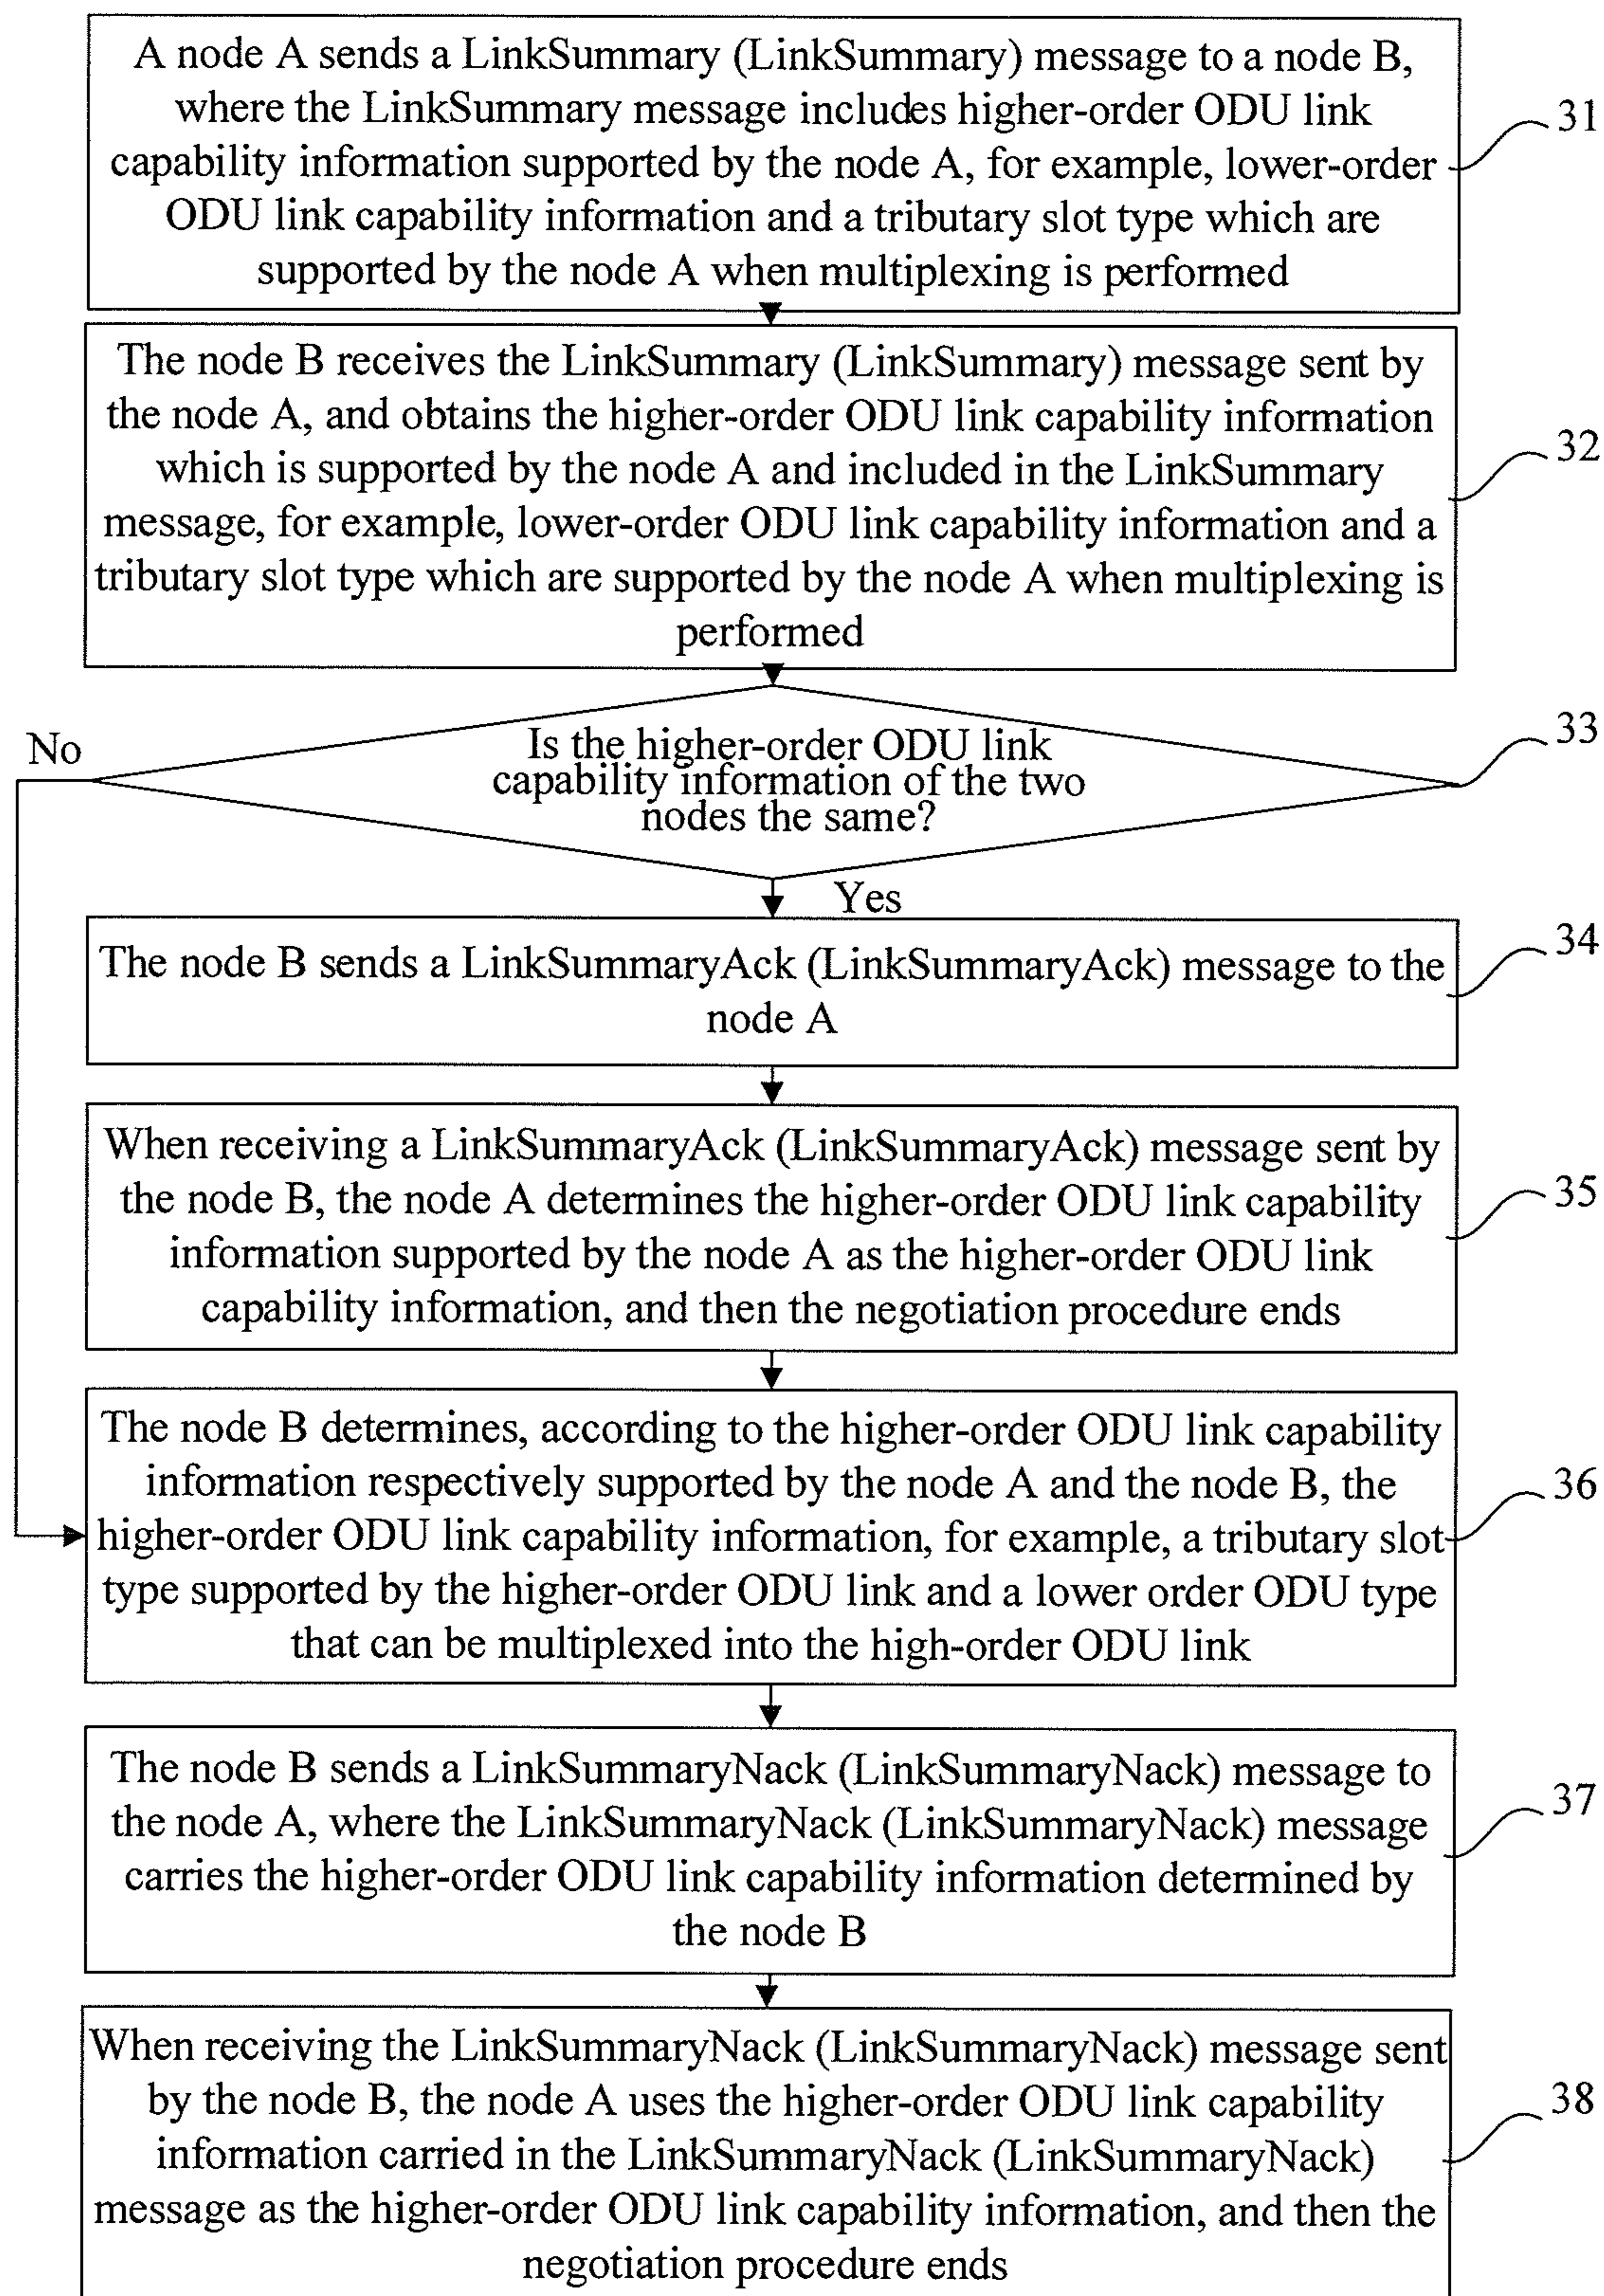 A node A sends a LinkSummary (LinkSummary) message to a node B,
where the LinkSummary message includes higher-order ODU link
capability information supported by the node A, for example, lower-order
ODU link capability information and a tributary slot type which are
supported by the node A when multiplexing is performed
31
The node B receives the LinkSummary (LinkSummary) message sent by
the node A, and obtains the higher-order ODU link capability information
which is supported by the node A and included in the LinkSummary
message, for example, lower-order ODU link capability information and a
tributary slot type which are supported by the node A when multiplexing is
performed
32
No
Is the higher-order ODU link
capability information of the two
nodes the same?
33
Yes
The node B sends a LinkSummaryAck (LinkSummaryAck) message to the
node A
34
When receiving a LinkSummaryAck (LinkSummaryAck) message sent by
the node B, the node A determines the higher-order ODU link capability
information supported by the node A as the higher-order ODU link
capability information, and then the negotiation procedure ends
35
The node B determines, according to the higher-order ODU link capability
information respectively supported by the node A and the node B, the
higher-order ODU link capability information, for example, a tributary slot
type supported by the higher-order ODU link and a lower order ODU type
that can be multiplexed into the high-order ODU link
36
The node B sends a LinkSummaryNack (LinkSummaryNack) message to
the node A, where the LinkSummaryNack (LinkSummaryNack) message
carries the higher-order ODU link capability information determined by
the node B
37
When receiving the LinkSummaryNack (LinkSummaryNack) message sent
by the node B, the node A uses the higher-order ODU link capability
information carried in the LinkSummaryNack (LinkSummaryNack)
message as the higher-order ODU link capability information, and then the
negotiation procedure ends
38